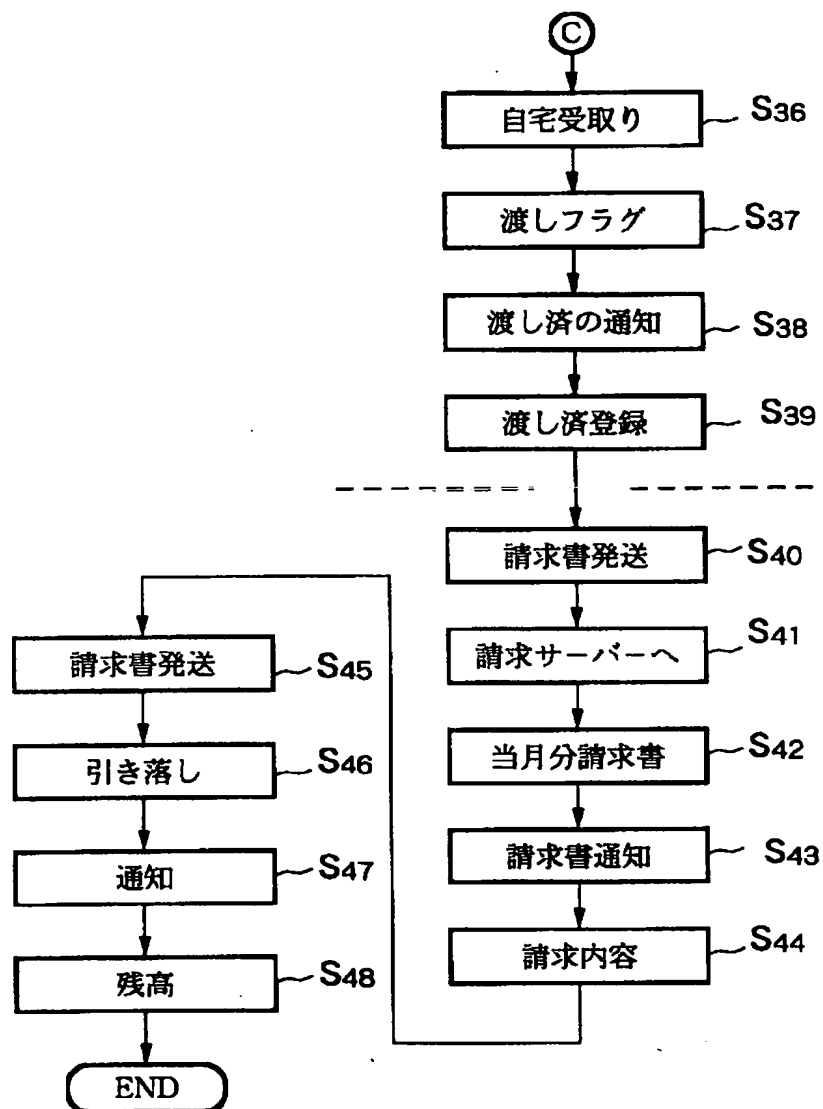 C
自宅受取り S36
渡しフラグ S37
渡し済の通知 S38
渡し済登録 S39
請求書発送 S40
請求サーバーへ S41
当月分請求書 S42
請求書通知 S43
請求内容 S44
請求書発送 S45
引き落し S46
通知 S47
残高 S48
END